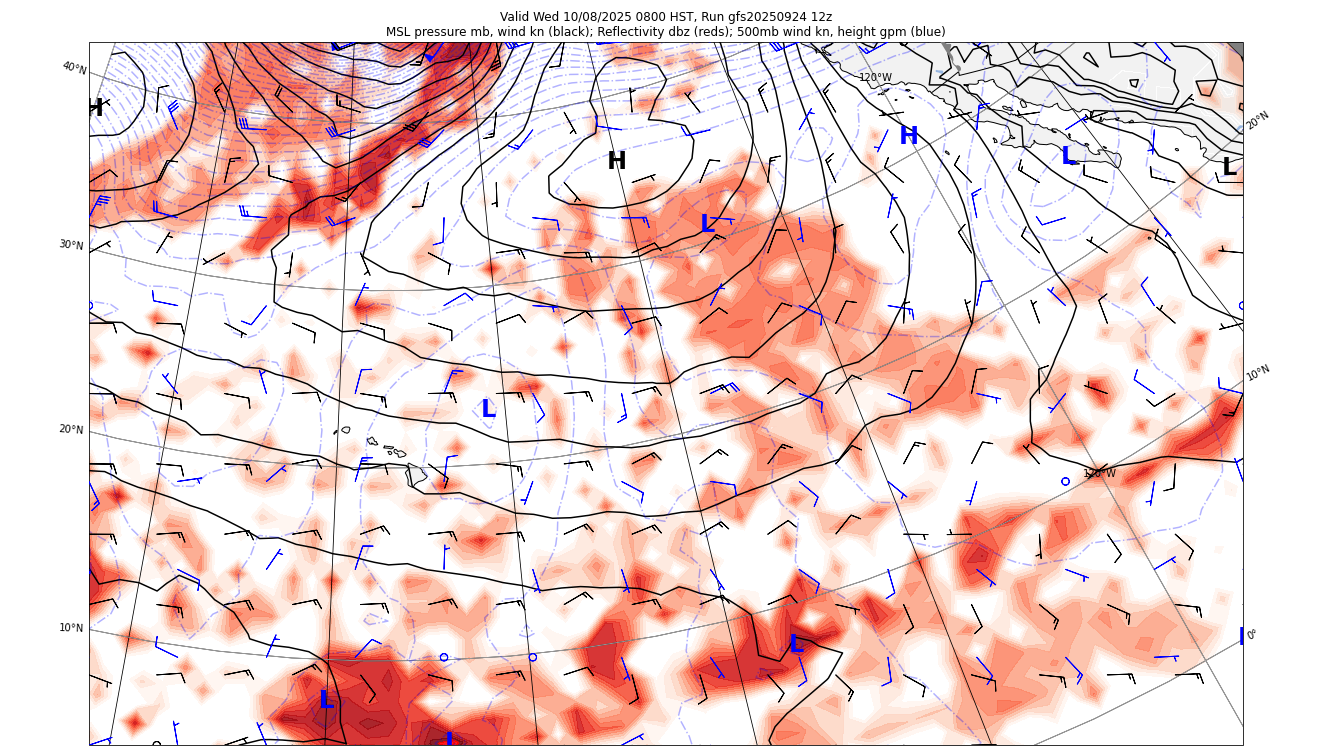 Valid Wed 10/08/2025 0800 HST, Run gfs20250924 12z
MSL pressure mb, wind kn (black); Reflectivity dbz (reds); 500mb wind kn, height gpm (blue)
40°N
120°W
20°N
H
H
L
H
L
L
30°N
10°N
L
20°N
120°W
10°N
0°
L
L
L